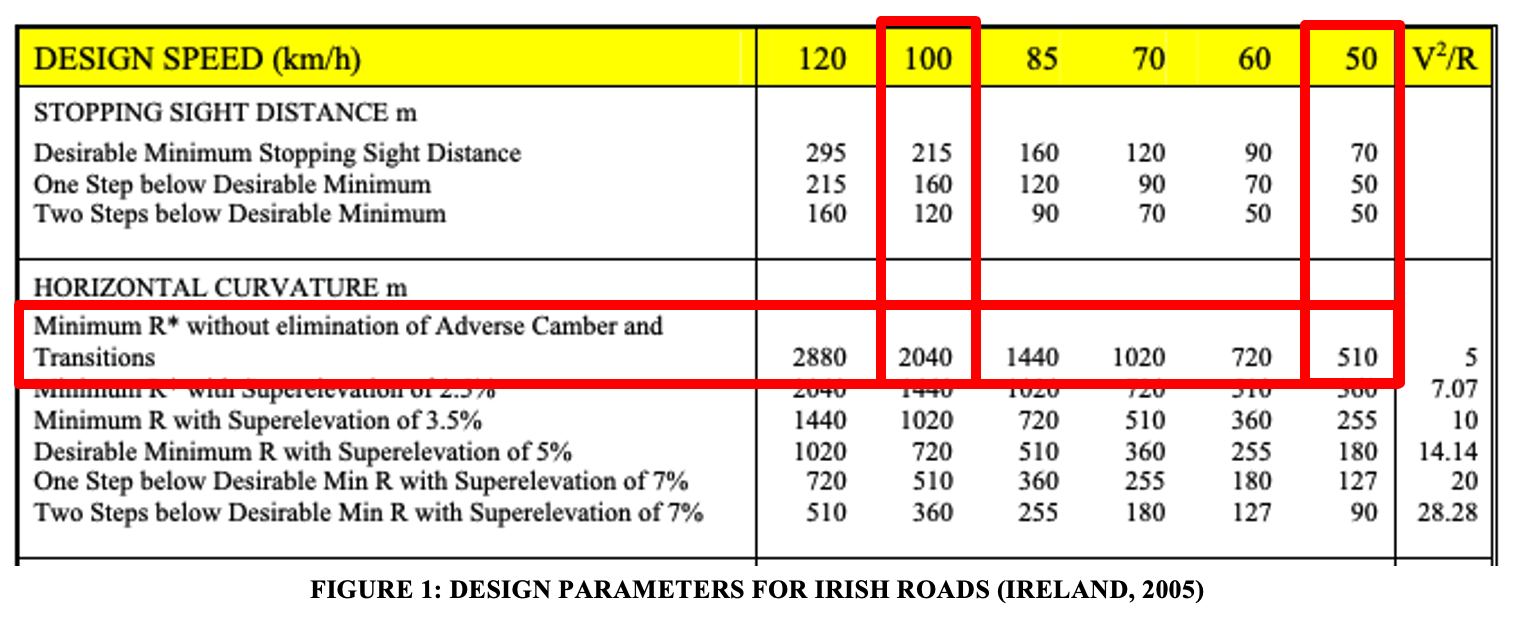 DESIGN SPEED (km/h) 120 100 85 70 60 50 V²/R
STOPPING SIGHT DISTANCE m
Desirable Minimum Stopping Sight Distance 295 215 160 120 90 70
One Step below Desirable Minimum 215 160 120 90 70 50
Two Steps below Desirable Minimum 160 120 90 70 50 50
HORIZONTAL CURVATURE m
Minimum R* without elimination of Adverse Camber and
Transitions 2880 2040 1440 1020 720 510 5
Minimum R* with Superelevation of 2.5% 2040 1440 1020 720 510 360 7.07
Minimum R with Superelevation of 3.5% 1440 1020 720 510 360 255 10
Desirable Minimum R with Superelevation of 5% 1020 720 510 360 255 180 14.14
One Step below Desirable Min R with Superelevation of 7% 720 510 360 255 180 127 20
Two Steps below Desirable Min R with Superelevation of 7% 510 360 255 180 127 90 28.28
FIGURE 1: DESIGN PARAMETERS FOR IRISH ROADS (IRELAND, 2005)